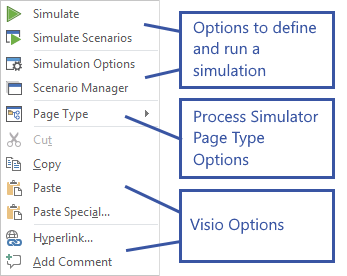 Simulate
Simulate Scenarios
Simulation Options
Scenario Manager
Page Type
Cut
Copy
Paste
Paste Special...
Hyperlink...
Add Comment
Options to define
and run a
simulation
Process Simulator
Page Type
Options
Visio Options